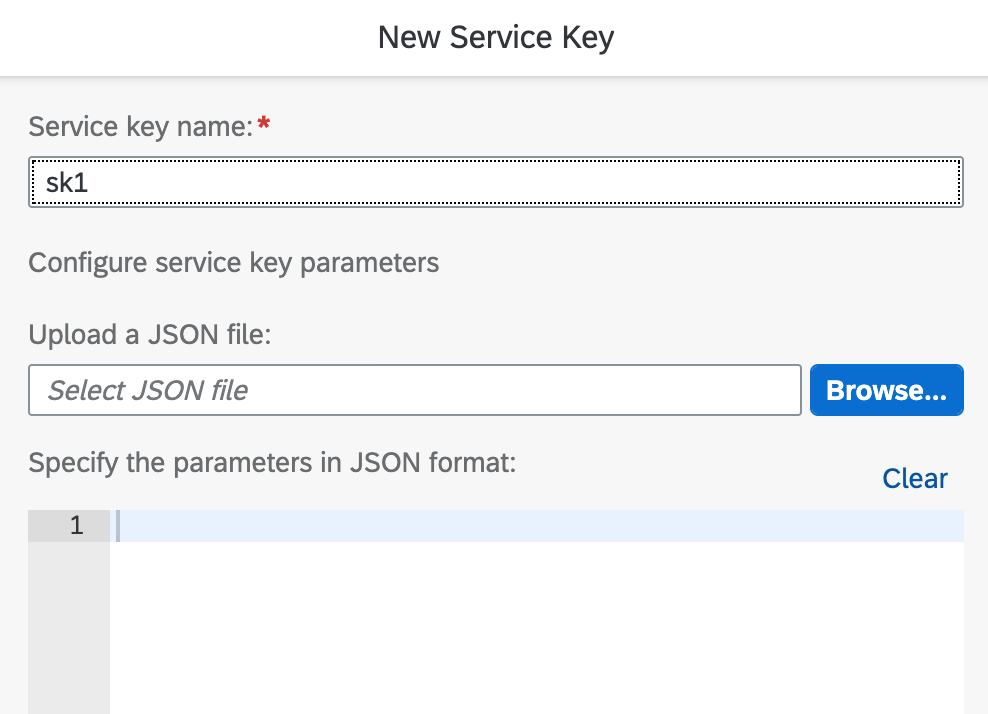 New Service Key
Service key name:*
sk1
Configure service key parameters
Upload a JSON file:
Select JSON file
Browse...
Specify the parameters in JSON format:
Clear
1